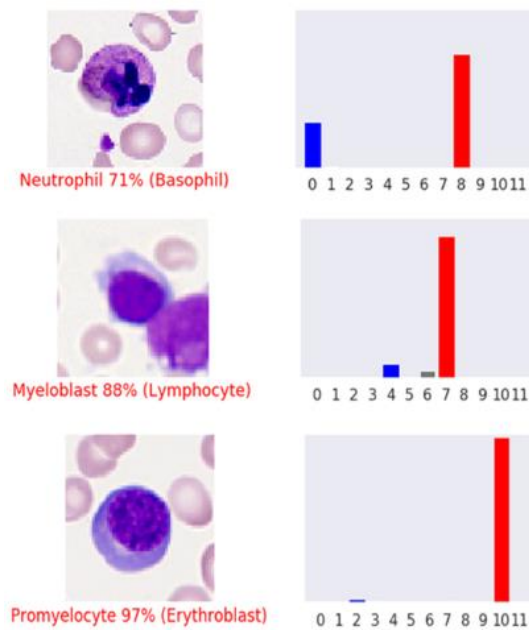 0 1 2 3 4 5 6 7 8 9 10 11
Neutrophil 71% (Basophil)
0 1 2 3 4 5 6 7 8 9 10 11
Myeloblast 88% (Lymphocyte)
0 1 2 3 4 5 6 7 8 9 10 11
Promyelocyte 97% (Erythroblast)